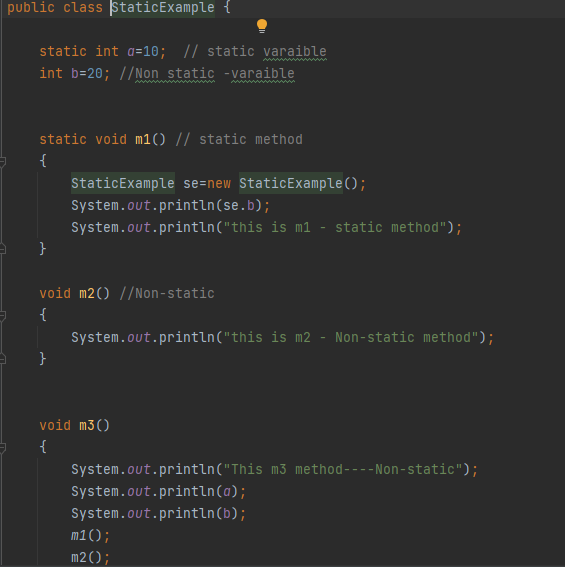 public class StaticExample {
static int a=10;  // static varaible
int b=20; //Non static -varaible
static void m1() // static method
{
StaticExample se=new StaticExample();
System.out.println(se.b);
System.out.println("this is m1 - static method");
}
void m2() //Non-static
{
System.out.println("this is m2 - Non-static method");
}
void m3()
{
System.out.println("This m3 method----Non-static");
System.out.println(a);
System.out.println(b);
m1();
m2();